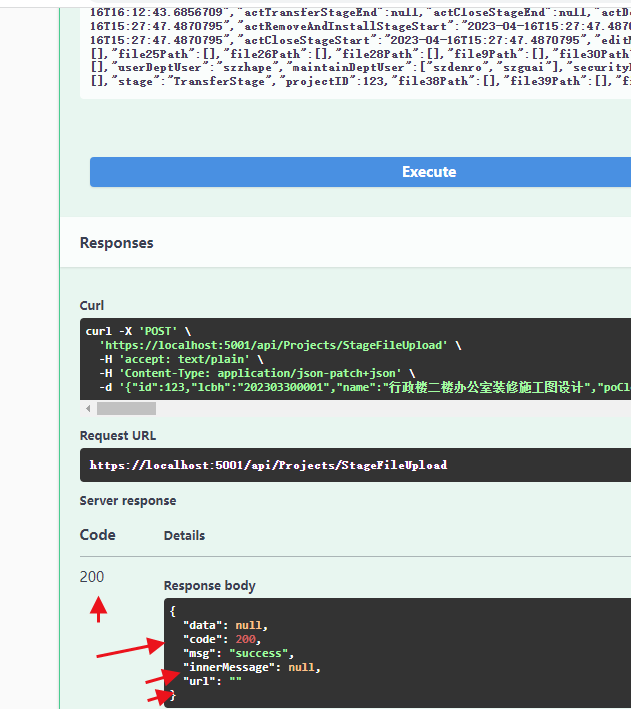 16T16:12:43.6856709","actTransferStageEnd":null,"actCloseStageEnd":null,"actDe
16T15:27:47.4870795","actRemoveAndInstallStageStart":"2023-04-16T15:27:47.4870
16T15:27:47.4870795","actCloseStageStart":"2023-04-16T15:27:47.4870795","editM
[],"file25Path":[],"file26Path":[],"file28Path":[],"file9Path":[],"file30Path"
[],"userDeptUser":"szzhape","maintainDeptUser":["szdenro","szguai"],"security
[],"stage":"TransferStage","projectID":123,"file38Path":[],"file39Path":[],"fi
Execute
Responses
Curl
curl -X 'POST' \
'https://localhost:5001/api/Projects/StageFileUpload' \
-H 'accept: text/plain' \
-H 'Content-Type: application/json-patch+json' \
-d '{"id":123,"lcbh":"202303300001","name":"行政楼二楼办公室装修施工图设计","poCl
Request URL
https://localhost:5001/api/Projects/StageFileUpload
Server response
Code Details
200
Response body
{
"data": null,
"code": 200,
"msg": "success",
"innerMessage": null,
"url": ""
}